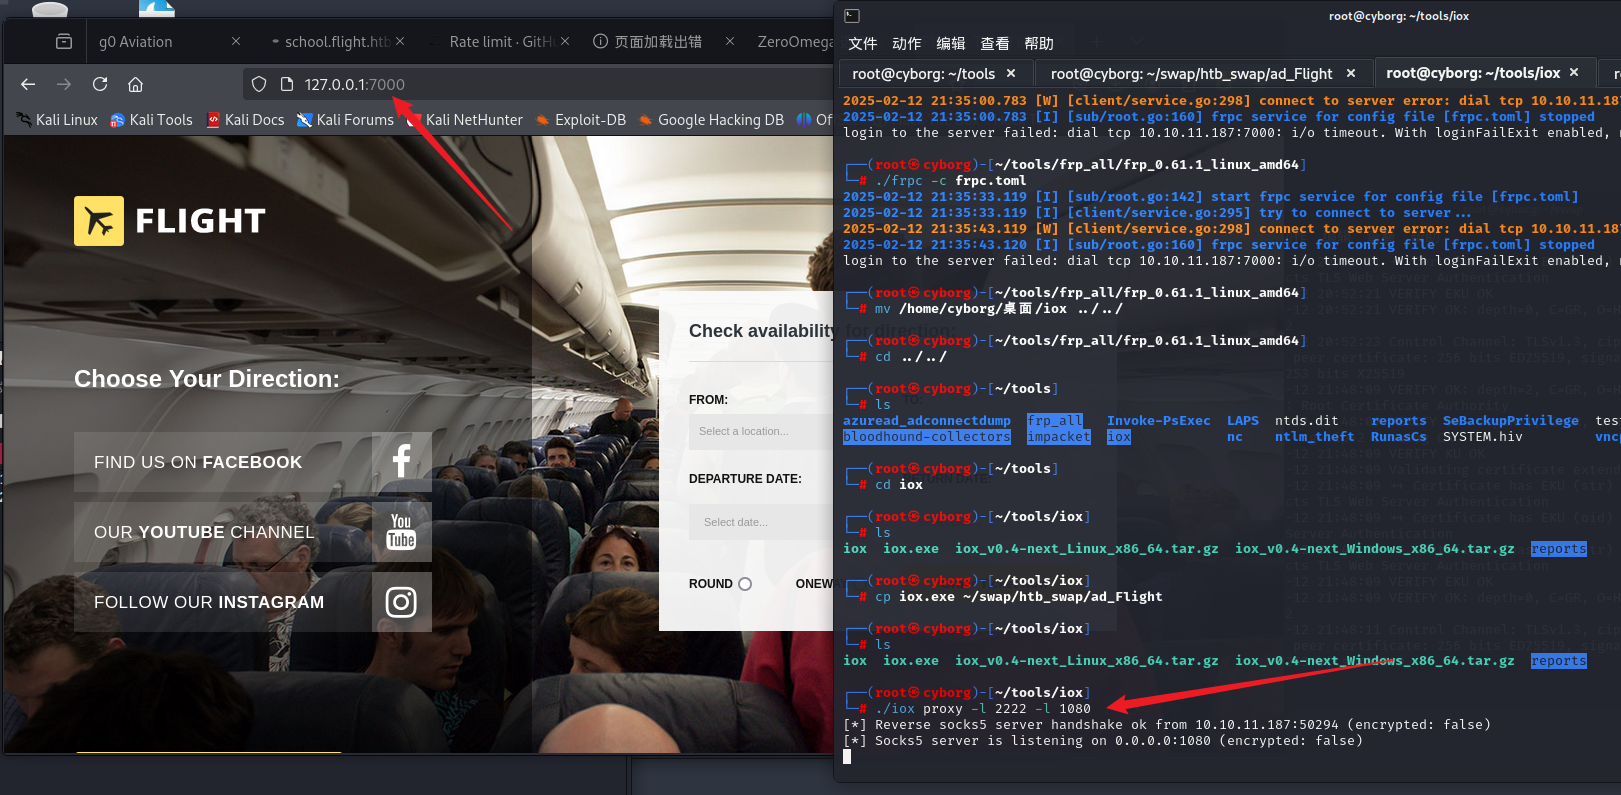 g0 Aviation
school.flight.htb
Rate limit · GitHu
页面加载出错
ZeroOmega
127.0.0.1:7000
Kali Linux
Kali Tools
Kali Docs
Kali Forums
Kali NetHunter
Exploit-DB
Google Hacking DB
Of
FLIGHT
Choose Your Direction:
FIND US ON FACEBOOK
OUR YOUTUBE CHANNEL
You
Tube
FOLLOW OUR INSTAGRAM
Check availability for direction:
FROM:
Select a location...
DEPARTURE DATE:
Select date...
ROUND
ONEWA
root@cyborg: ~/tools/iox
文件 动作 编辑 查看 帮助
root@cyborg: ~/tools
root@cyborg: ~/swap/htb_swap/ad_Flight
root@cyborg: ~/tools/iox
2025-02-12 21:35:00.783 [W] [client/service.go:298] connect to server error: dial tcp 10.10.11.187
2025-02-12 21:35:00.783 [I] [sub/root.go:160] frpc service for config file [frpc.toml] stopped
login to the server failed: dial tcp 10.10.11.187:7000: i/o timeout. With loginFailExit enabled,
┌──(root㉿cyborg)-[~/tools/frp_all/frp_0.61.1_linux_amd64]
└─# ./frpc -c frpc.toml
2025-02-12 21:35:33.119 [I] [sub/root.go:142] start frpc service for config file [frpc.toml]
2025-02-12 21:35:33.119 [I] [client/service.go:295] try to connect to server...
2025-02-12 21:35:43.119 [W] [client/service.go:298] connect to server error: dial tcp 10.10.11.187
2025-02-12 21:35:43.120 [I] [sub/root.go:160] frpc service for config file [frpc.toml] stopped
login to the server failed: dial tcp 10.10.11.187:7000: i/o timeout. With loginFailExit enabled,
┌──(root㉿cyborg)-[~/tools/frp_all/frp_0.61.1_linux_amd64]
└─# mv /home/cyborg/桌面/iox ../../
┌──(root㉿cyborg)-[~/tools/frp_all/frp_0.61.1_linux_amd64]
└─# cd ../../
┌──(root㉿cyborg)-[~/tools]
└─# ls
azuread_adconnectdump frp_all Invoke-PsExec LAPS ntds.dit reports SeBackupPrivilege tes
bloodhound-collectors impacket iox nc ntlm_theft RunasCs SYSTEM.hiv vncp
┌──(root㉿cyborg)-[~/tools]
└─# cd iox
┌──(root㉿cyborg)-[~/tools/iox]
└─# ls
iox iox.exe iox_v0.4-next_Linux_x86_64.tar.gz iox_v0.4-next_Windows_x86_64.tar.gz reports
┌──(root㉿cyborg)-[~/tools/iox]
└─# cp iox.exe ~/swap/htb_swap/ad_Flight
┌──(root㉿cyborg)-[~/tools/iox]
└─# ls
iox iox.exe iox_v0.4-next_Linux_x86_64.tar.gz iox_v0.4-next_Windows_x86_64.tar.gz reports
┌──(root㉿cyborg)-[~/tools/iox]
└─# ./iox proxy -l 2222 -l 1080
[*] Reverse socks5 server handshake ok from 10.10.11.187:50294 (encrypted: false)
[*] Socks5 server is listening on 0.0.0.0:1080 (encrypted: false)